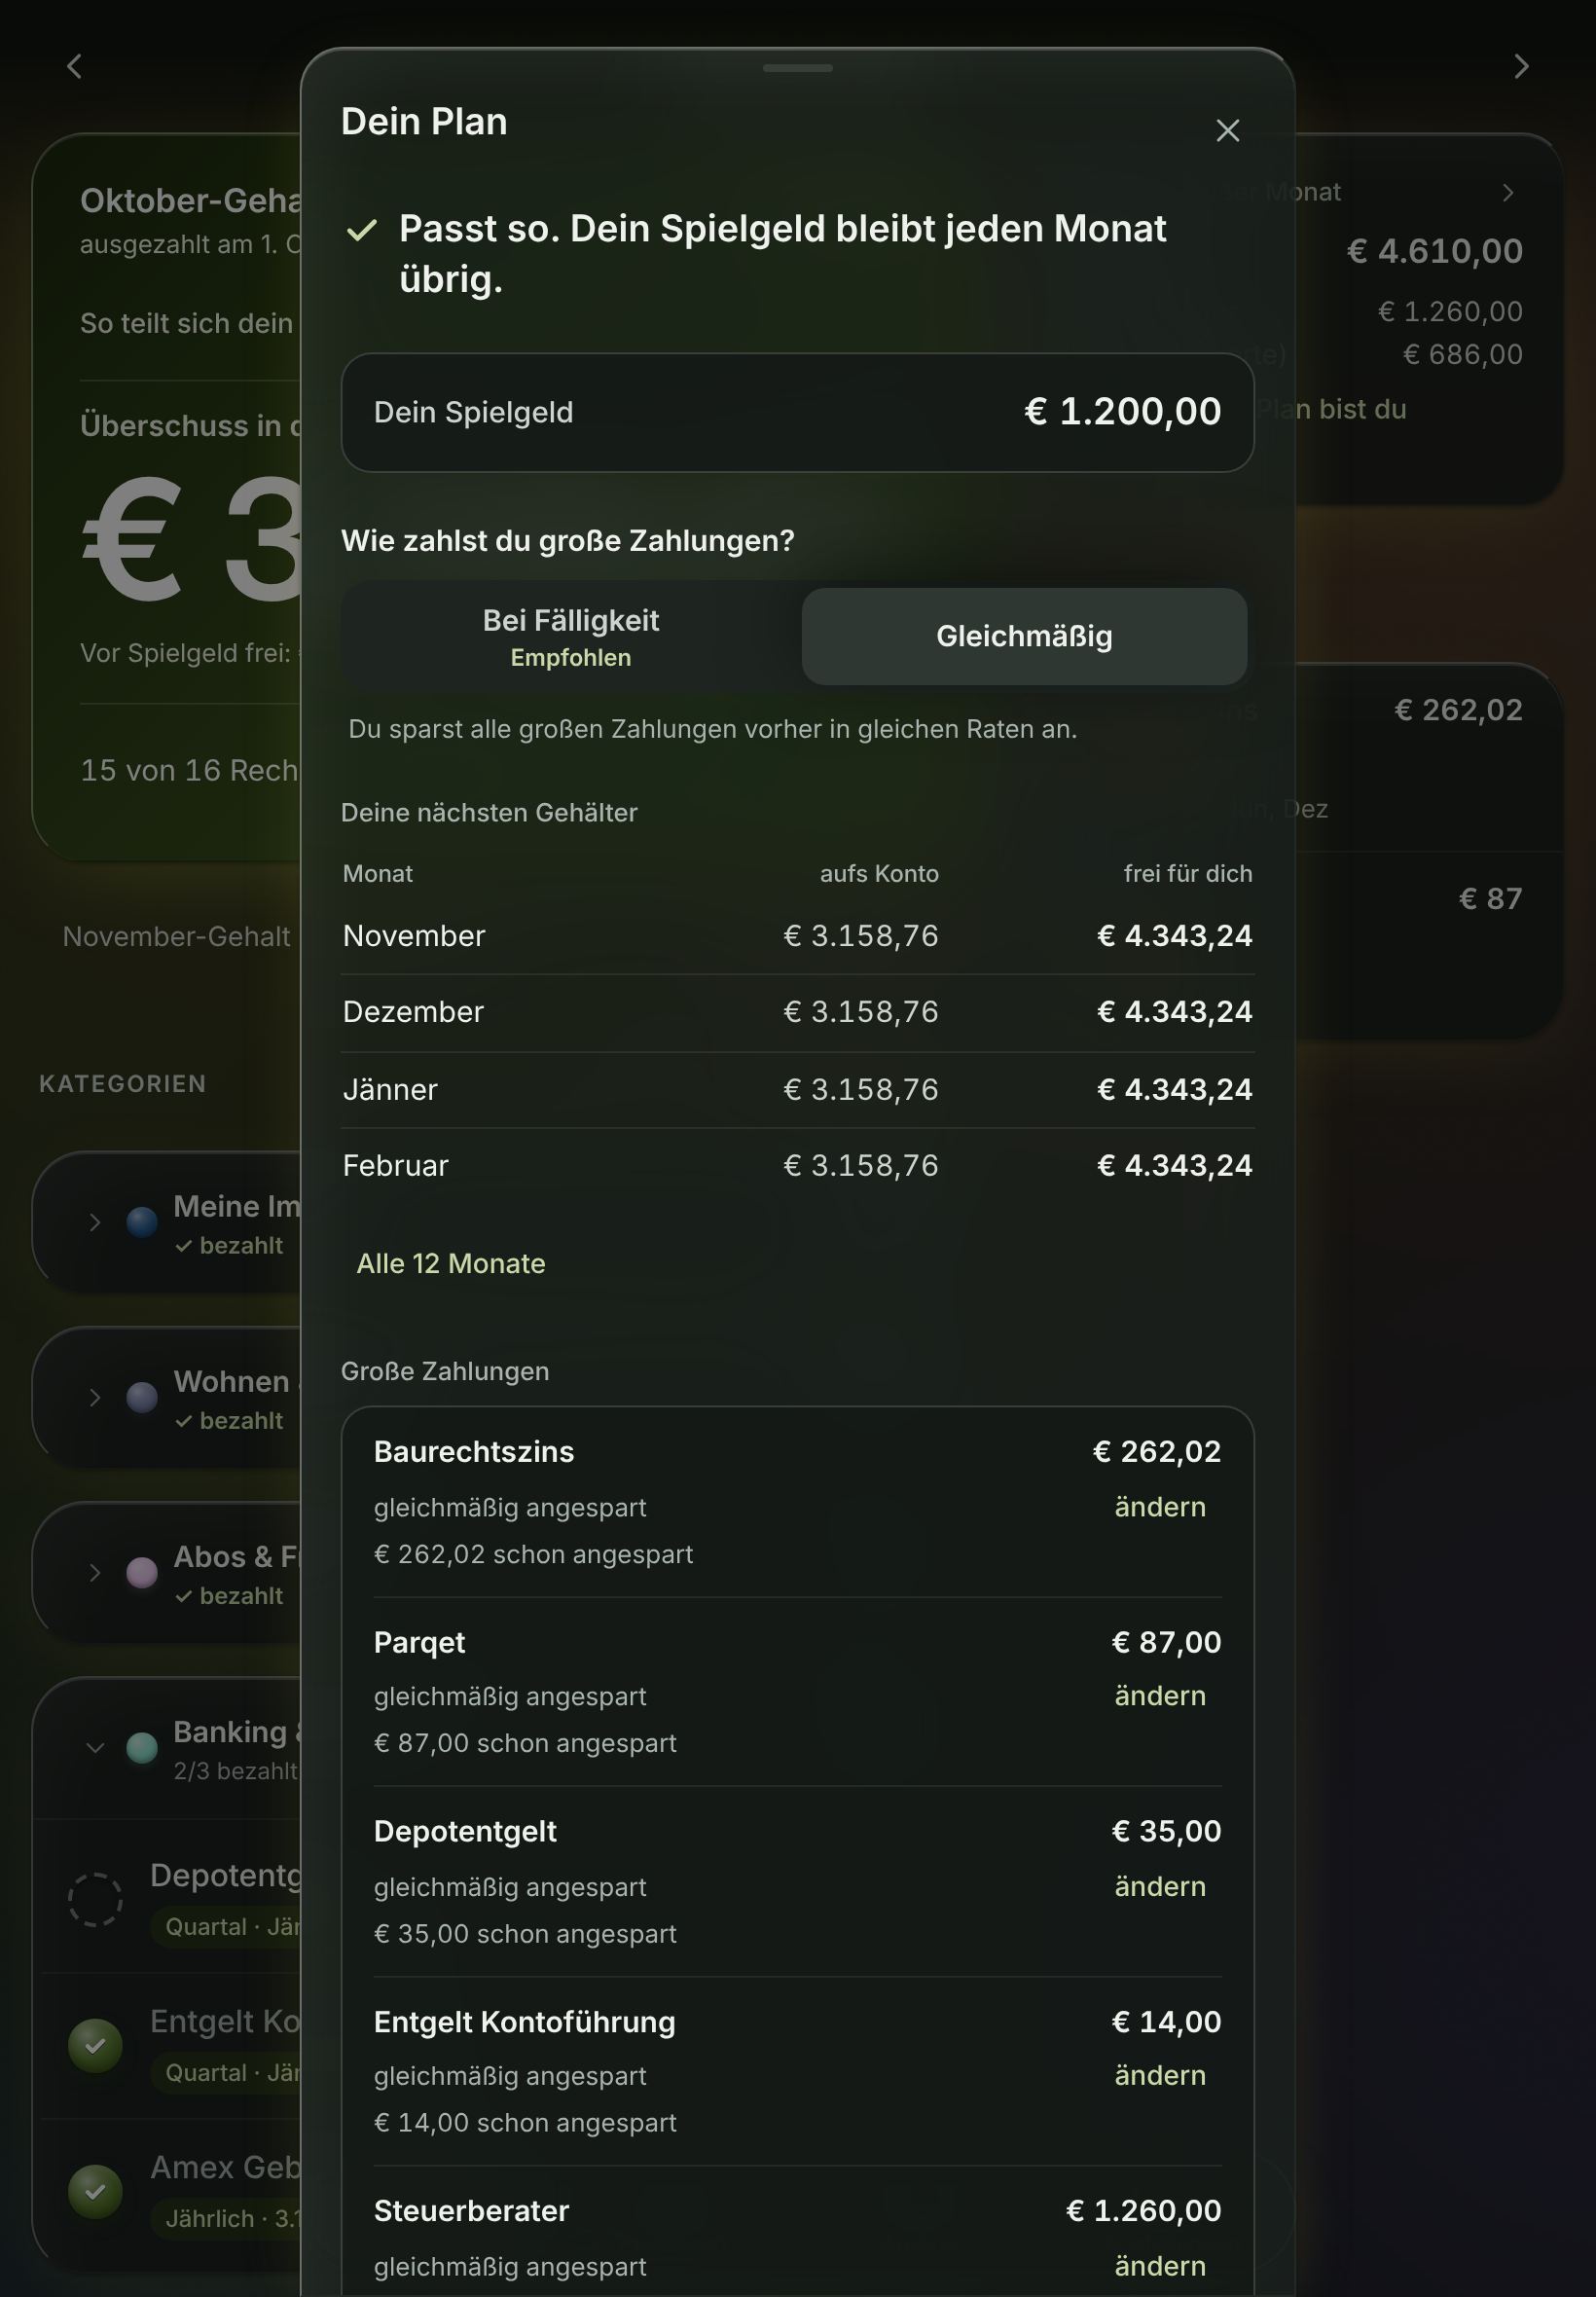 Dein Plan
Passt so. Dein Spielgeld bleibt jeden Monat
übrig.
Dein Spielgeld € 1.200,00
Wie zahlst du große Zahlungen?
Bei Fälligkeit
Empfohlen
Gleichmäßig
Du sparst alle großen Zahlungen vorher in gleichen Raten an.
Deine nächsten Gehälter
Monat aufs Konto frei für dich
November € 3.158,76 € 4.343,24
Dezember € 3.158,76 € 4.343,24
Jänner € 3.158,76 € 4.343,24
Februar € 3.158,76 € 4.343,24
Alle 12 Monate
Große Zahlungen
Baurechtszins € 262,02
gleichmäßig angespart ändern
€ 262,02 schon angespart
Parqet € 87,00
gleichmäßig angespart ändern
€ 87,00 schon angespart
Depotentgelt € 35,00
gleichmäßig angespart ändern
€ 35,00 schon angespart
Entgelt Kontoführung € 14,00
gleichmäßig angespart ändern
€ 14,00 schon angespart
Steuerberater € 1.260,00
gleichmäßig angespart ändern
Oktober-Geha
ausgezahlt am 1. O
So teilt sich dein
Überschuss in d
€ 3
Vor Spielgeld frei:
15 von 16 Rech
November-Gehalt
KATEGORIEN
Meine Im
bezahlt
Wohnen
bezahlt
Abos & Fi
bezahlt
Banking &
2/3 bezahlt
Depotentg
Quartal · Jän
Entgelt Ko
Quartal · Jän
Amex Geb
Jährlich · 3.1
Monat
€ 4.610,00
€ 1.260,00
€ 686,00
Plan bist du
€ 262,02
Dez
€ 87